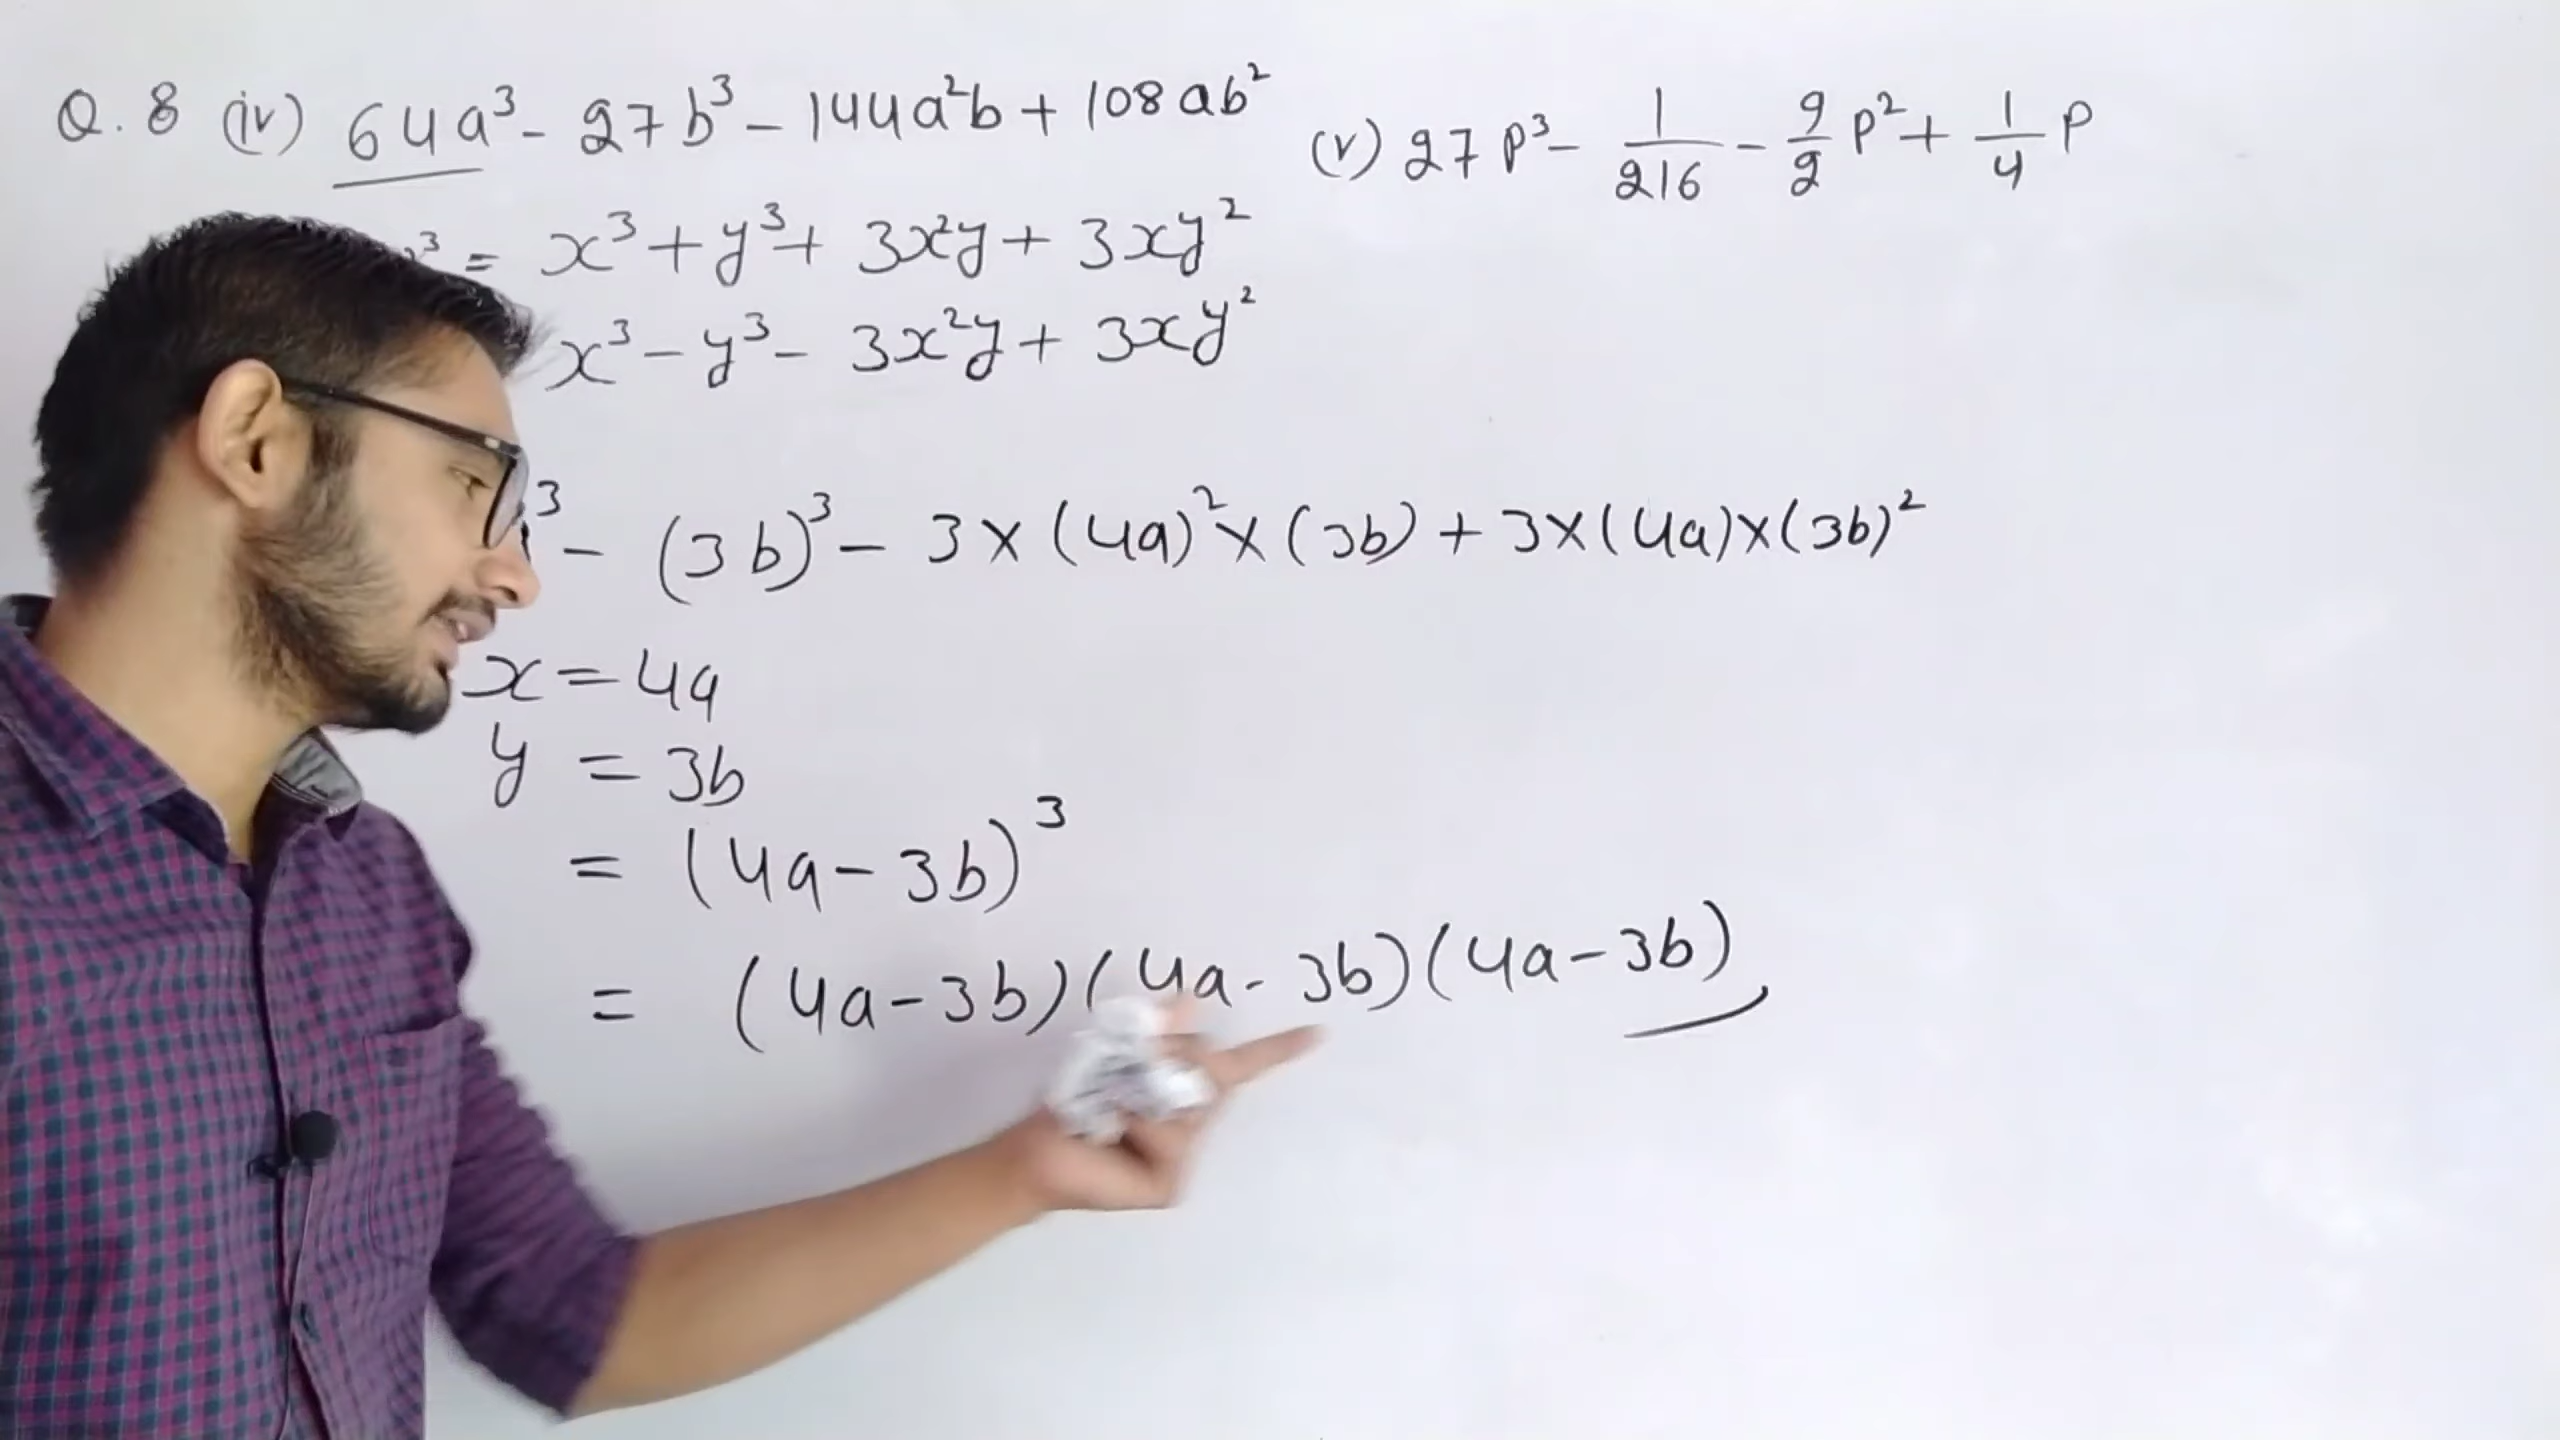 Q. 8 (iv) 64a³ - 27b³ - 144a²b + 108ab²
(v) 27p³ - 1/216 - 9/2 p² + 1/4 p
³ = x³ + y³ + 3x²y + 3xy²
x³ - y³ - 3x²y + 3xy²
³ - (3b)³ - 3×(4a)²×(3b) + 3×(4a)×(3b)²
x = 4a
y = 3b
= (4a - 3b)³
= (4a - 3b)(4a - 3b)(4a - 3b)